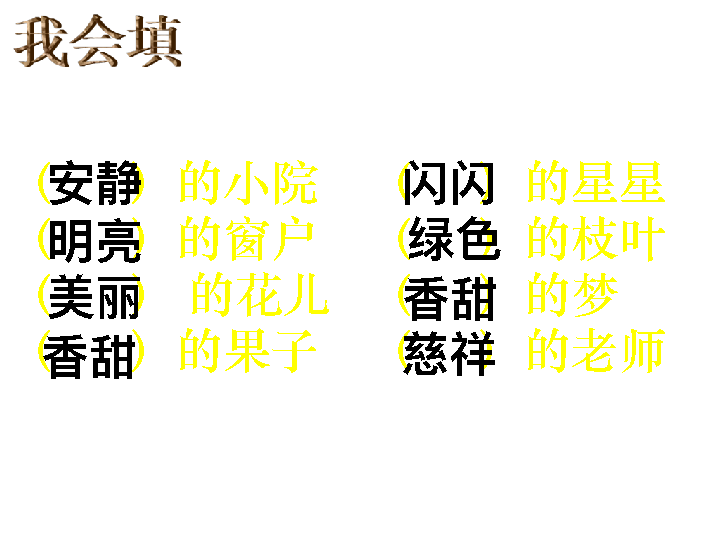 我会填
(安静) 的小院 (闪闪) 的星星
(明亮) 的窗户 (绿色) 的枝叶
(美丽) 的花儿 (香甜) 的梦
(香甜) 的果子 (慈祥) 的老师